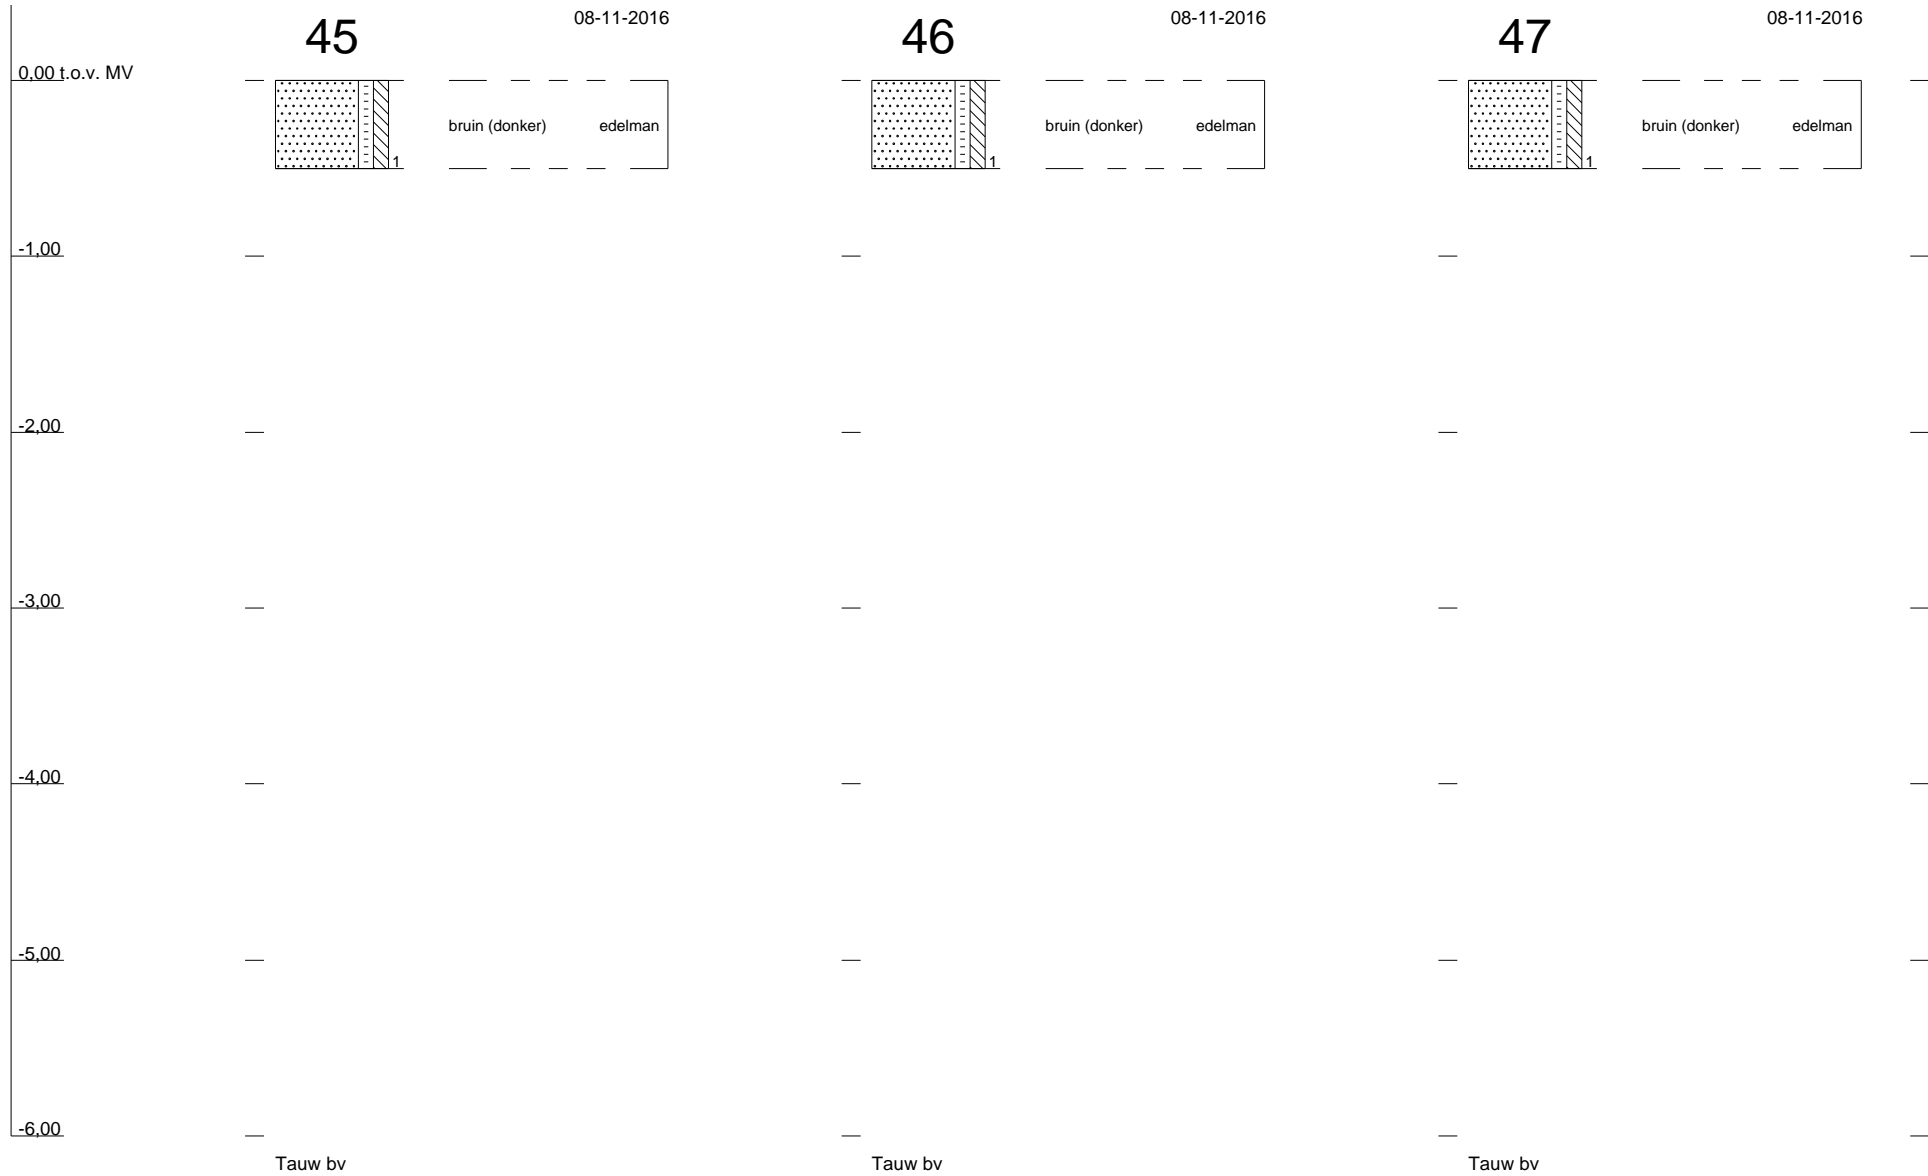 45 08-11-2016 46 08-11-2016 47 08-11-2016
0,00 t.o.v. MV
bruin (donker) edelman bruin (donker) edelman bruin (donker) edelman
1 1 1
-1,00
-2,00
-3,00
-4,00
-5,00
-6,00
Tauw bv Tauw bv Tauw bv